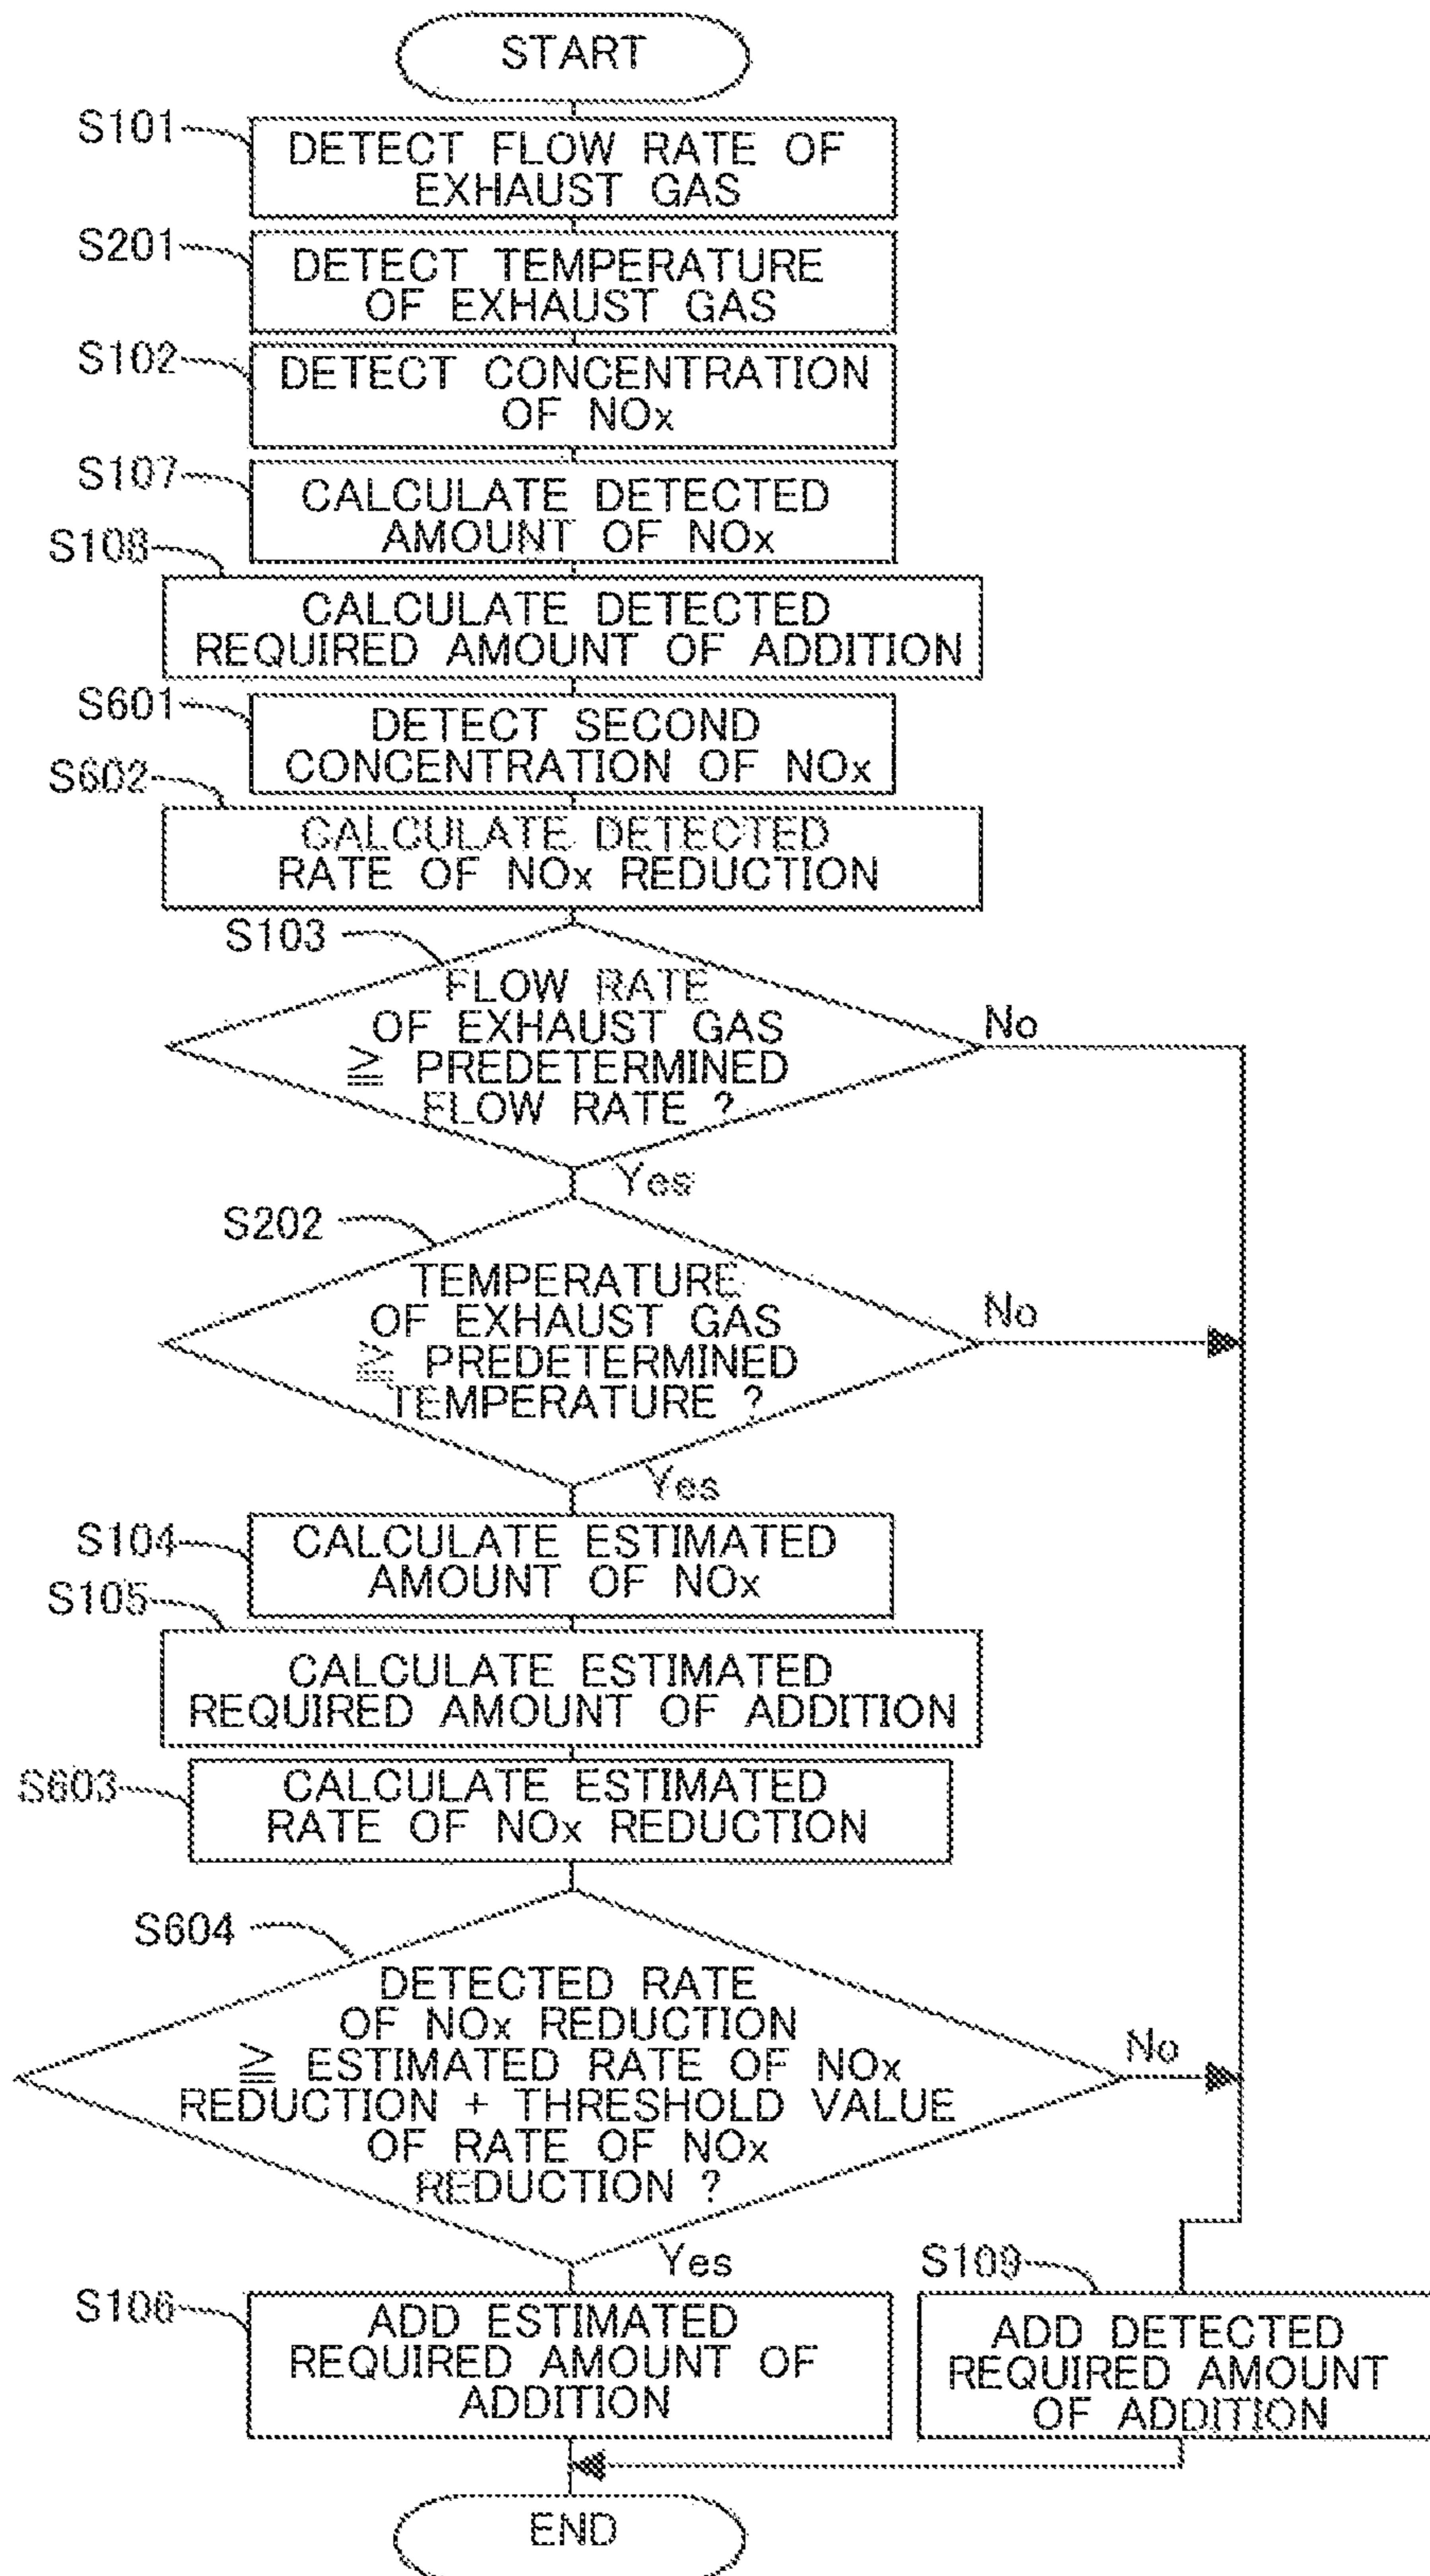 START
S101
DETECT FLOW RATE OF
EXHAUST GAS
S201
DETECT TEMPERATURE
OF EXHAUST GAS
S102
DETECT CONCENTRATION
OF NOx
S107
CALCULATE DETECTED
AMOUNT OF NOx
S108
CALCULATE DETECTED
REQUIRED AMOUNT OF ADDITION
S601
DETECT SECOND
CONCENTRATION OF NOx
S602
CALCULATE DETECTED
RATE OF NOx REDUCTION
S103
FLOW RATE
OF EXHAUST GAS
≧ PREDETERMINED
FLOW RATE ?
No
Yes
S202
TEMPERATURE
OF EXHAUST GAS
≧ PREDETERMINED
TEMPERATURE ?
No
Yes
S104
CALCULATE ESTIMATED
AMOUNT OF NOx
S105
CALCULATE ESTIMATED
REQUIRED AMOUNT OF ADDITION
S603
CALCULATE ESTIMATED
RATE OF NOx REDUCTION
S604
DETECTED RATE
OF NOx REDUCTION
≧ ESTIMATED RATE OF NOx
REDUCTION + THRESHOLD VALUE
OF RATE OF NOx
REDUCTION ?
No
Yes
S106
ADD ESTIMATED
REQUIRED AMOUNT OF
ADDITION
S109
ADD DETECTED
REQUIRED AMOUNT
OF ADDITION
END